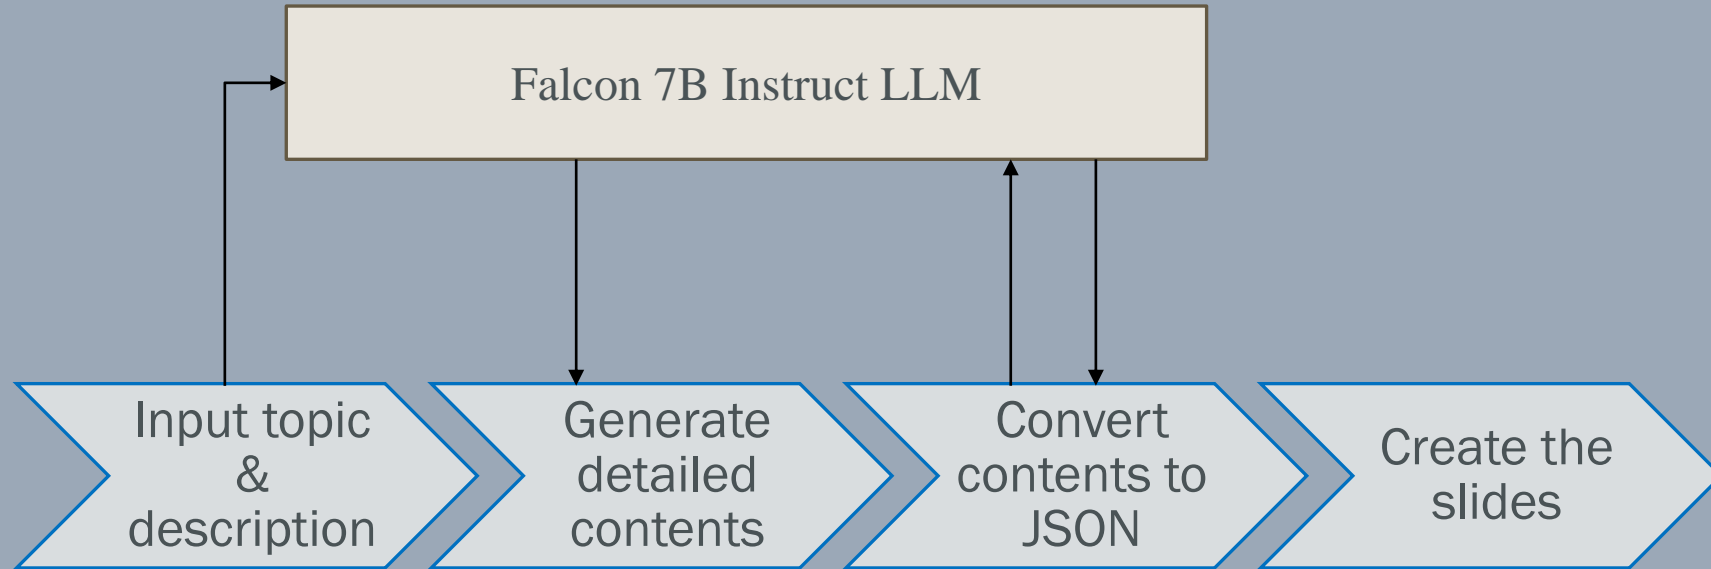 Falcon 7B Instruct LLM
Input topic
&
description
Generate
detailed
contents
Convert
contents to
JSON
Create the
slides